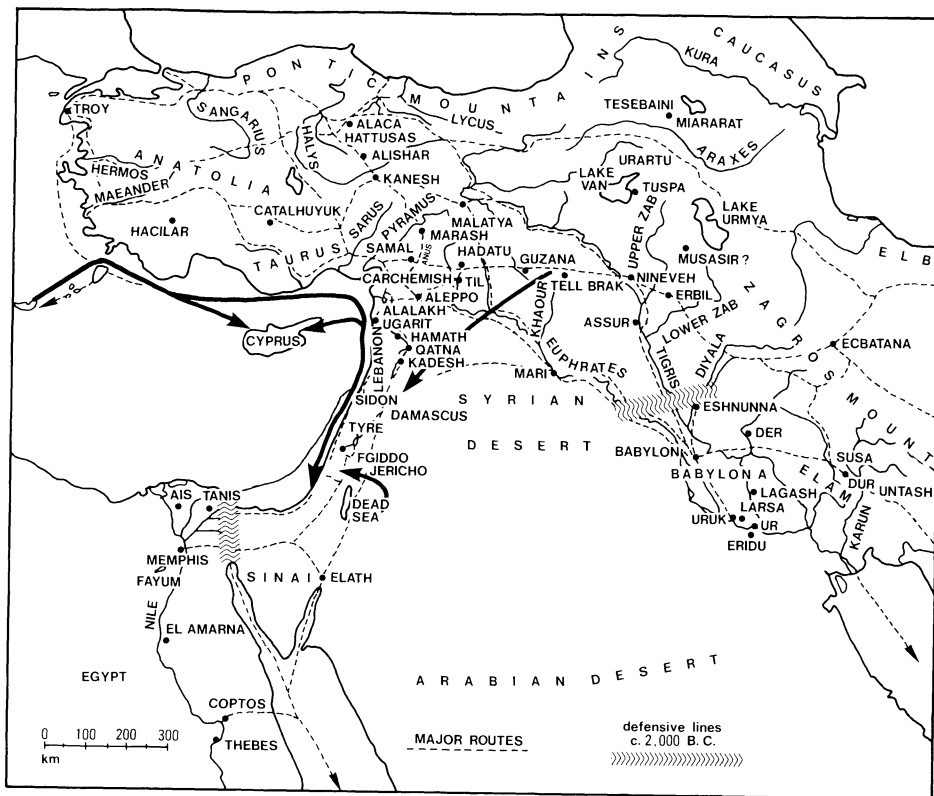 PONTIC MOUNTAINS
CAUCASUS
KURA
TROY
SANGARIUS
HALYS
LYCUS
TESEBAINI
MIARARAT
ALACA
HATTUSAS
ALISHAR
ARAXES
ANATOLIA
HERMOS
MAEANDER
KANESH
URARTU
LAKE
VAN
TUSPA
LAKE
URMYA
HACILAR
CATALHUYUK
SARUS
PYRAMUS
MALATYA
MARASH
UPPER ZAB
TAURUS
SAMAL
ANUS
HADATU
GUZANA
MUSASIR ?
ELB
CARCHEMISH
TIL
TELL BRAK
NINEVEH
ERBIL
ZAGROS MOUNT
ALEPPO
ALALAKH
UGARIT
KHAOUR
ASSUR
LOWER ZAB
CYPRUS
HAMATH
QATNA
KADESH
LEBANON
EUPHRATES
TIGRIS
DIYALA
ECBATANA
MARI
SIDON
DAMASCUS
SYRIAN
DESERT
ESHNUNNA
TYRE
FGIDDO
JERICHO
DER
BABYLON
BABYLONA
SUSA
ELAM
DUR
UNTASH
AIS
TANIS
DEAD
SEA
LAGASH
LARSA
URUK
UR
ERIDU
KARUN
MEMPHIS
FAYUM
SINAI
ELATH
NILE
EL AMARNA
EGYPT
ARABIAN DESERT
COPTOS
THEBES
0 100 200 300
km
MAJOR ROUTES
defensive lines
c. 2,000 B. C.